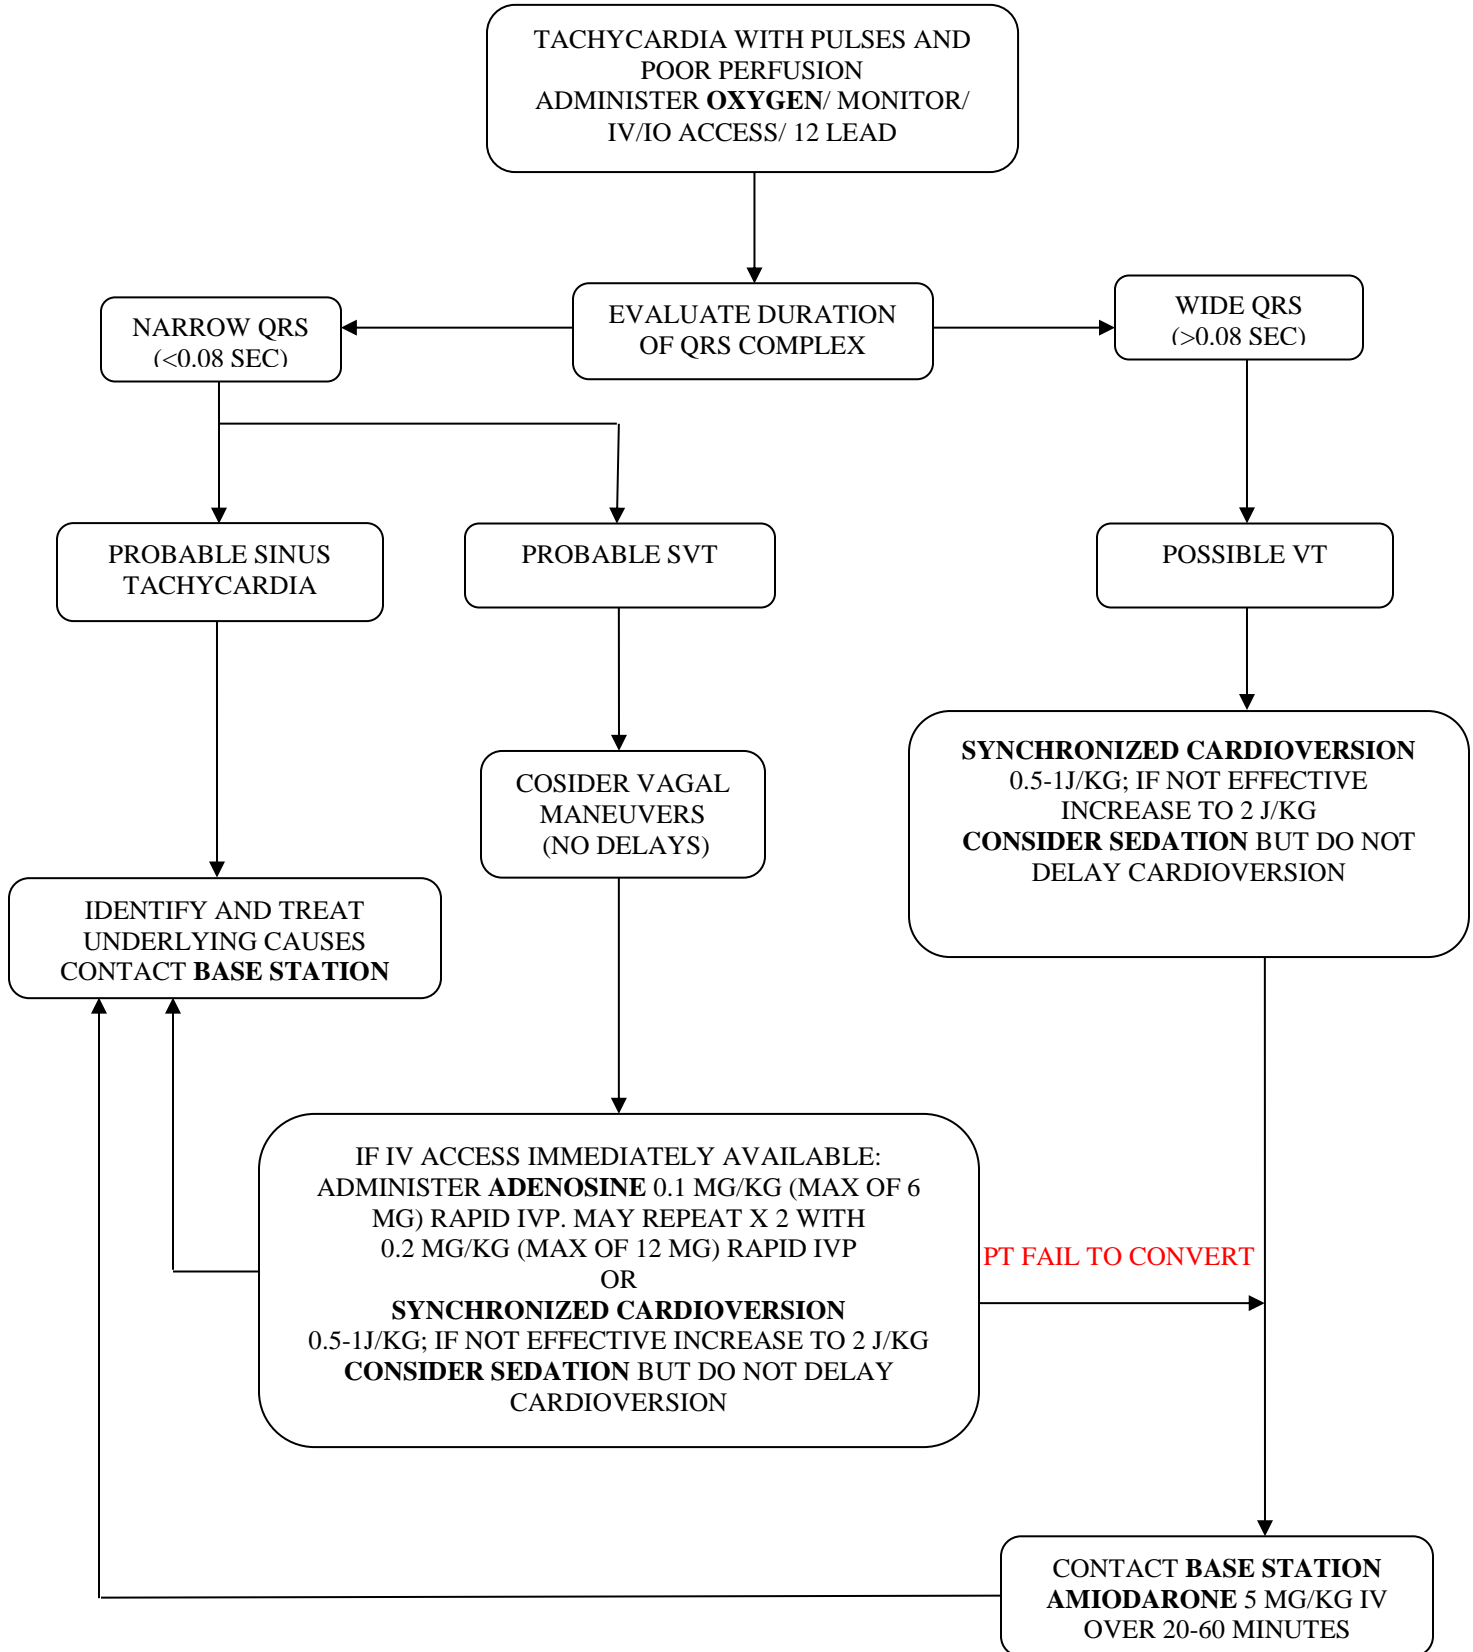 TACHYCARDIA WITH PULSES AND
POOR PERFUSION
ADMINISTER OXYGEN/ MONITOR/
IV/IO ACCESS/ 12 LEAD
NARROW QRS
(<0.08 SEC)
EVALUATE DURATION
OF QRS COMPLEX
WIDE QRS
(>0.08 SEC)
PROBABLE SINUS
TACHYCARDIA
PROBABLE SVT
POSSIBLE VT
COSIDER VAGAL
MANEUVERS
(NO DELAYS)
SYNCHRONIZED CARDIOVERSION
0.5-1J/KG; IF NOT EFFECTIVE
INCREASE TO 2 J/KG
CONSIDER SEDATION BUT DO NOT
DELAY CARDIOVERSION
IDENTIFY AND TREAT
UNDERLYING CAUSES
CONTACT BASE STATION
IF IV ACCESS IMMEDIATELY AVAILABLE:
ADMINISTER ADENOSINE 0.1 MG/KG (MAX OF 6
MG) RAPID IVP. MAY REPEAT X 2 WITH
0.2 MG/KG (MAX OF 12 MG) RAPID IVP
OR
SYNCHRONIZED CARDIOVERSION
0.5-1J/KG; IF NOT EFFECTIVE INCREASE TO 2 J/KG
CONSIDER SEDATION BUT DO NOT DELAY
CARDIOVERSION
PT FAIL TO CONVERT
CONTACT BASE STATION
AMIODARONE 5 MG/KG IV
OVER 20-60 MINUTES